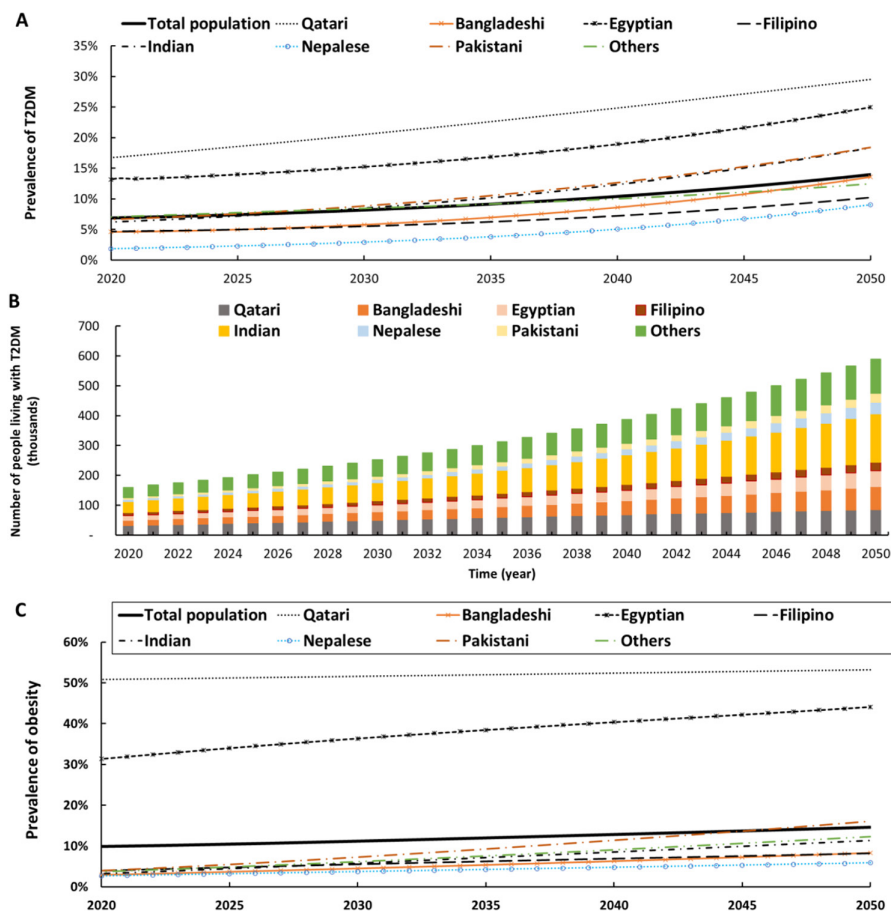 A
Total population Qatari Bangladeshi Egyptian Filipino
Indian Nepalese Pakistani Others
Prevalence of T2DM
35%
30%
25%
20%
15%
10%
5%
0%
2020 2025 2030 2035 2040 2045 2050
B
Qatari Bangladeshi Egyptian Filipino
Indian Nepalese Pakistani Others
Number of people living with T2DM
(thousands)
700
600
500
400
300
200
100
-
2020 2022 2024 2026 2028 2030 2032 2034 2036 2038 2040 2042 2044 2046 2048 2050
Time (year)
C
Total population Qatari Bangladeshi Egyptian Filipino
Indian Nepalese Pakistani Others
Prevalence of obesity
60%
50%
40%
30%
20%
10%
0%
2020 2025 2030 2035 2040 2045 2050